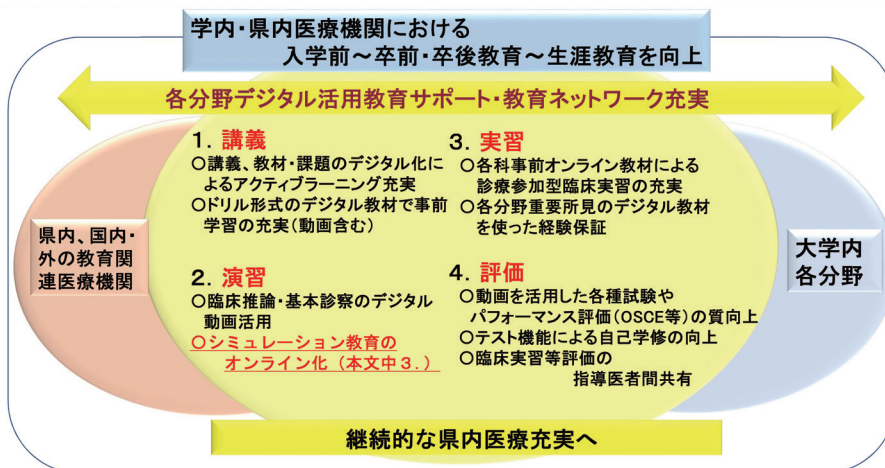 学内・県内医療機関における
入学前～卒前・卒後教育～生涯教育を向上
各分野デジタル活用教育サポート・教育ネットワーク充実
1．講義
○講義、教材・課題のデジタル化に
よるアクティブラーニング充実
○ドリル形式のデジタル教材で事前
学習の充実（動画含む）
2．演習
○臨床推論・基本診察のデジタル
動画活用
○シミュレーション教育の
オンライン化（本文中３．）
3．実習
○各科事前オンライン教材による
診療参加型臨床実習の充実
○各分野重要所見のデジタル教材
を使った経験保証
4．評価
○動画を活用した各種試験や
パフォーマンス評価（OSCE等）の質向上
○テスト機能による自己学修の向上
○臨床実習等評価の
指導医者間共有
県内、国内・
外の教育関
連医療機関
大学内
各分野
継続的な県内医療充実へ